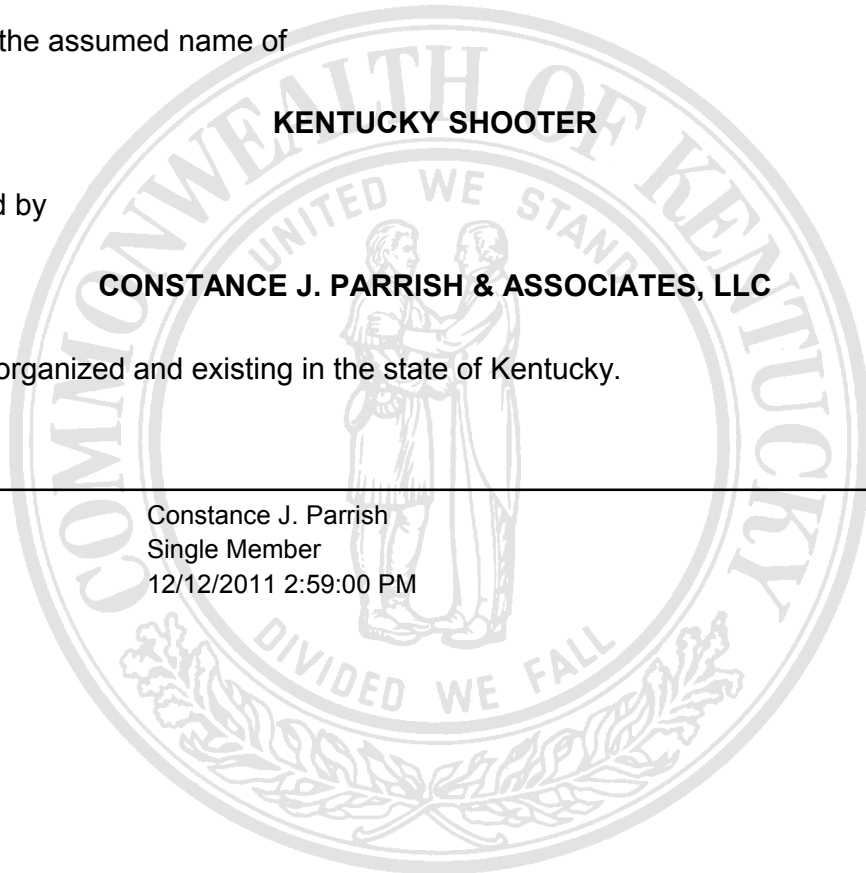 the assumed name of
KENTUCKY SHOOTER
d by
CONSTANCE J. PARRISH & ASSOCIATES, LLC
organized and existing in the state of Kentucky.
Constance J. Parrish
Single Member
12/12/2011 2:59:00 PM
COMMONWEALTH OF KENTUCKY
UNITED WE STAND
DIVIDED WE FALL